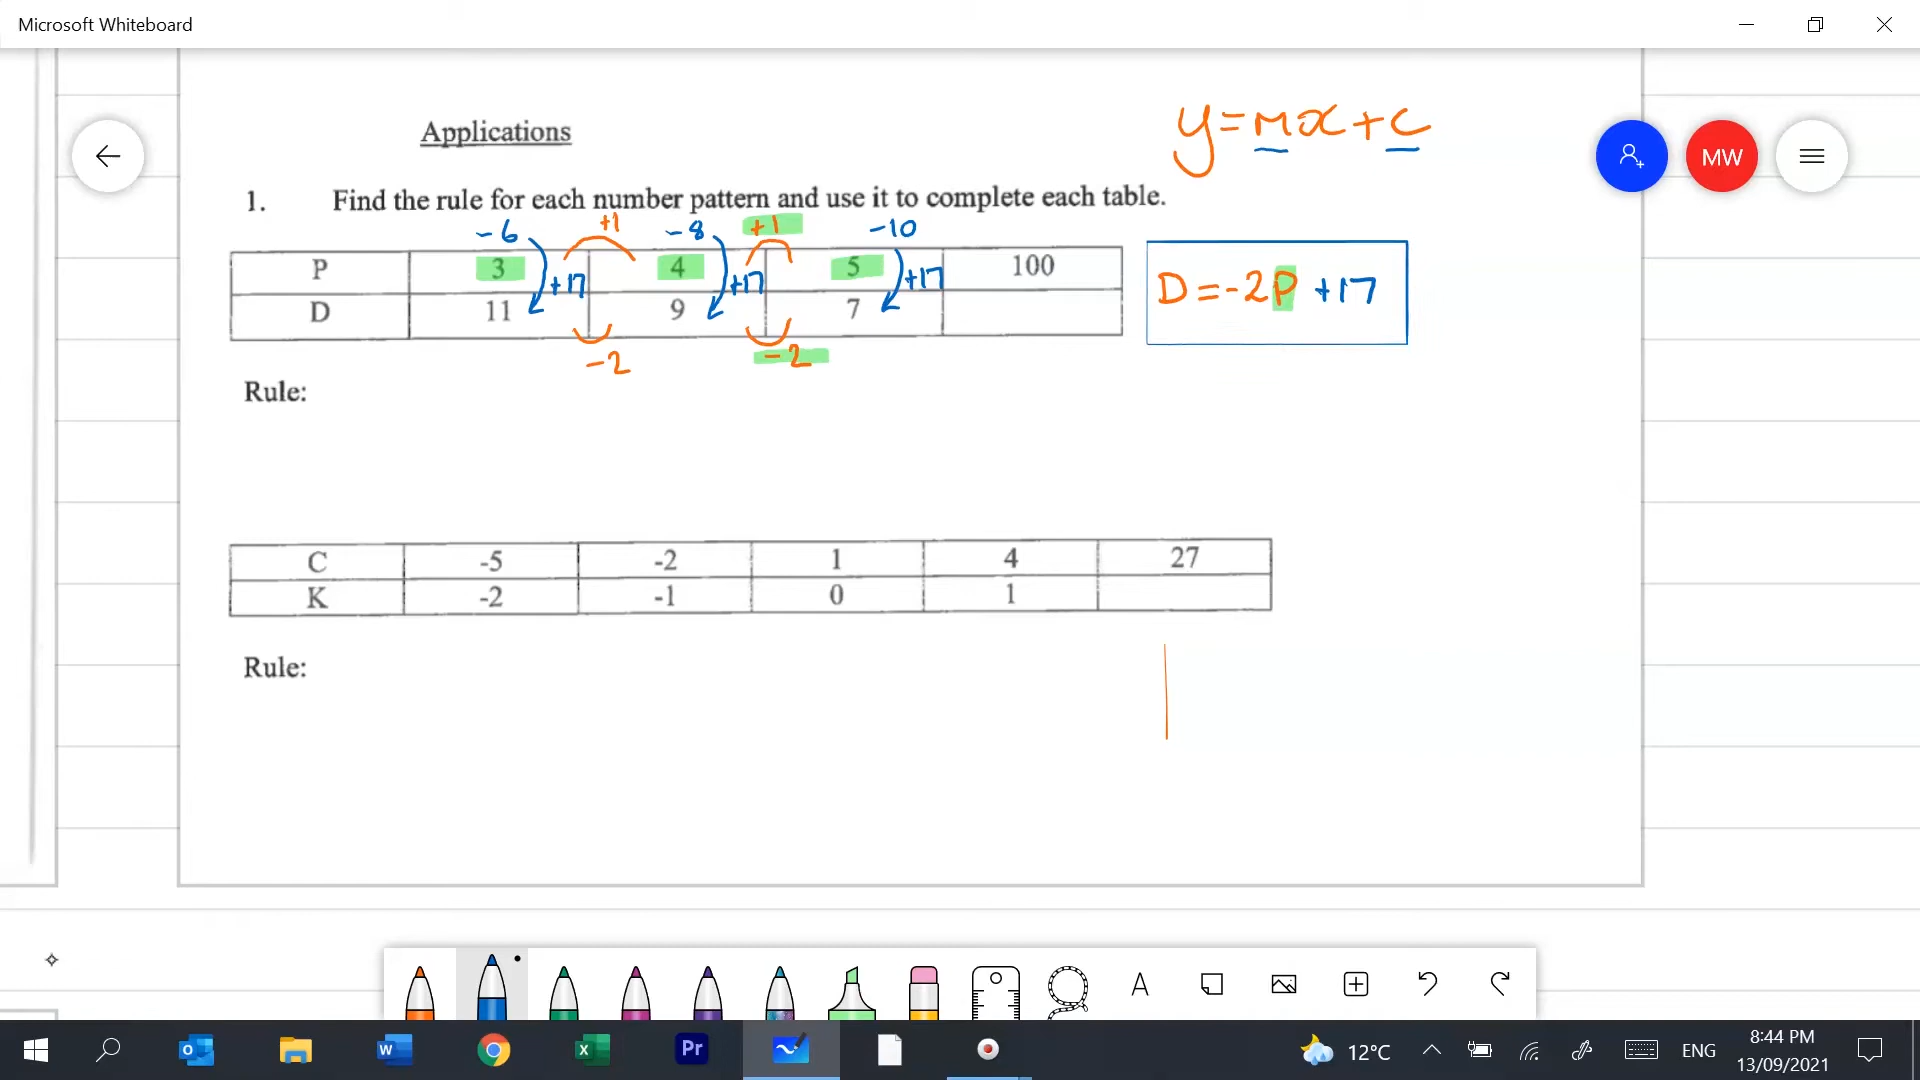 Microsoft Whiteboard
Applications
y=mx+c
MW
1. Find the rule for each number pattern and use it to complete each table.
-6 +1 -8 +1 -10
P 3 4 5 100
+17 +17 +17
D = -2P +17
D 11 9 7
-2 -2
Rule:
C -5 -2 1 4 27
K -2 -1 0 1
Rule:
A
12°C ENG 8:44 PM
13/09/2021